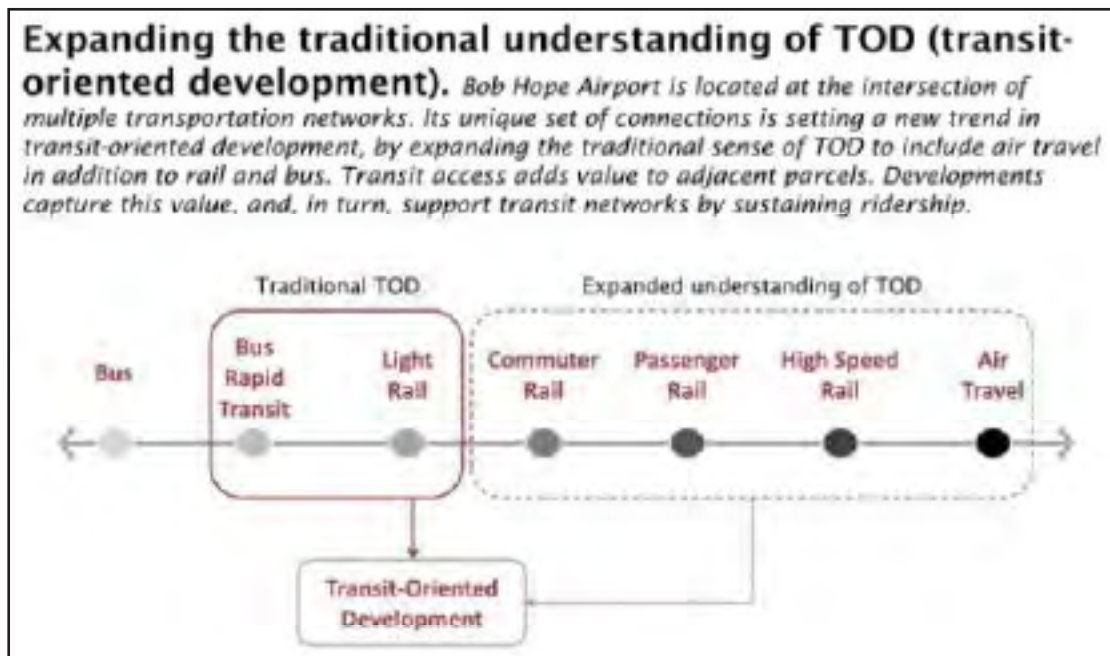 Expanding the traditional understanding of TOD (transit-
oriented development). Bob Hope Airport is located at the intersection of
multiple transportation networks. Its unique set of connections is setting a new trend in
transit-oriented development, by expanding the traditional sense of TOD to include air travel
in addition to rail and bus. Transit access adds value to adjacent parcels. Developments
capture this value, and, in turn, support transit networks by sustaining ridership.
Traditional TOD
Expanded understanding of TOD
Bus
Bus
Rapid
Transit
Light
Rail
Commuter
Rail
Passenger
Rail
High Speed
Rail
Air
Travel
Transit-Oriented
Development